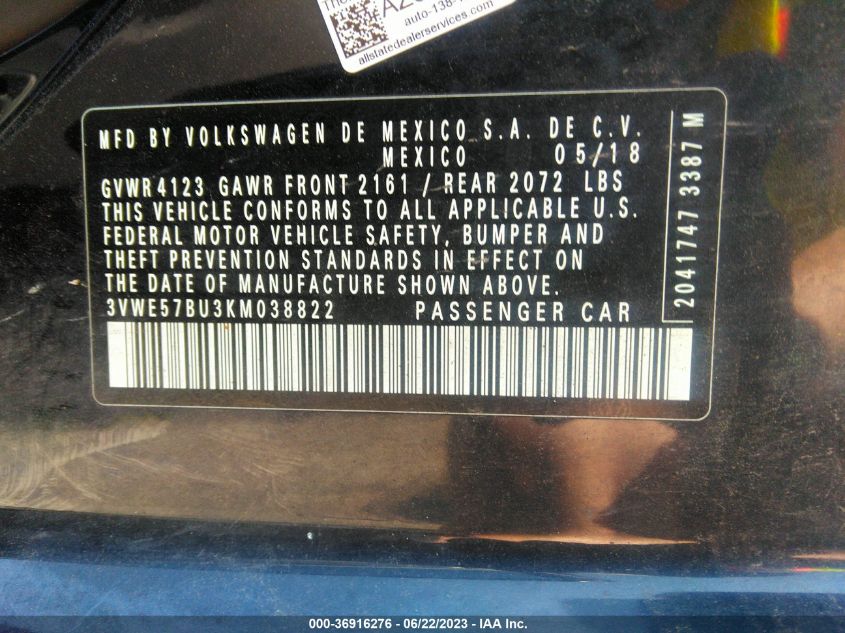 auto-138-
allstatedealerservices.com
MFD BY VOLKSWAGEN DE MEXICO S.A. DE C.V.
MEXICO 05/18
GVWR 4123 GAWR FRONT 2161 / REAR 2072 LBS
THIS VEHICLE CONFORMS TO ALL APPLICABLE U.S.
FEDERAL MOTOR VEHICLE SAFETY, BUMPER AND
THEFT PREVENTION STANDARDS IN EFFECT ON
THE DATE OF MANUFACTURE SHOWN ABOVE.
3VWE57BU3KM038822 PASSENGER CAR
2041747 3387 M
000-36916276 - 06/22/2023 - IAA Inc.